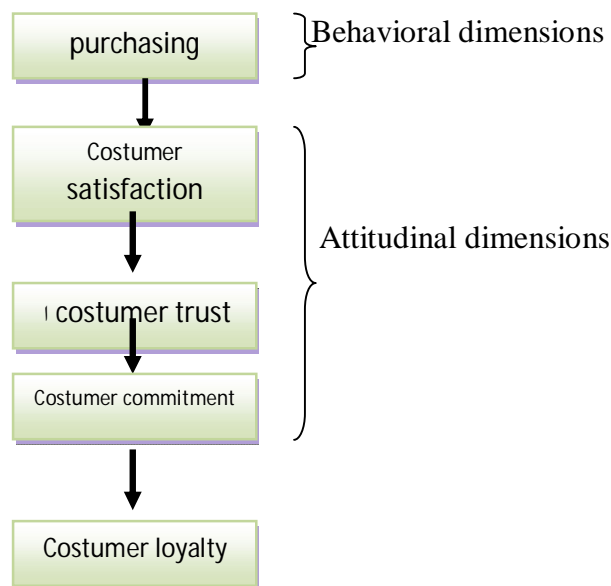 purchasing
Behavioral dimensions
Costumer
satisfaction
Attitudinal dimensions
costumer trust
Costumer commitment
Costumer loyalty